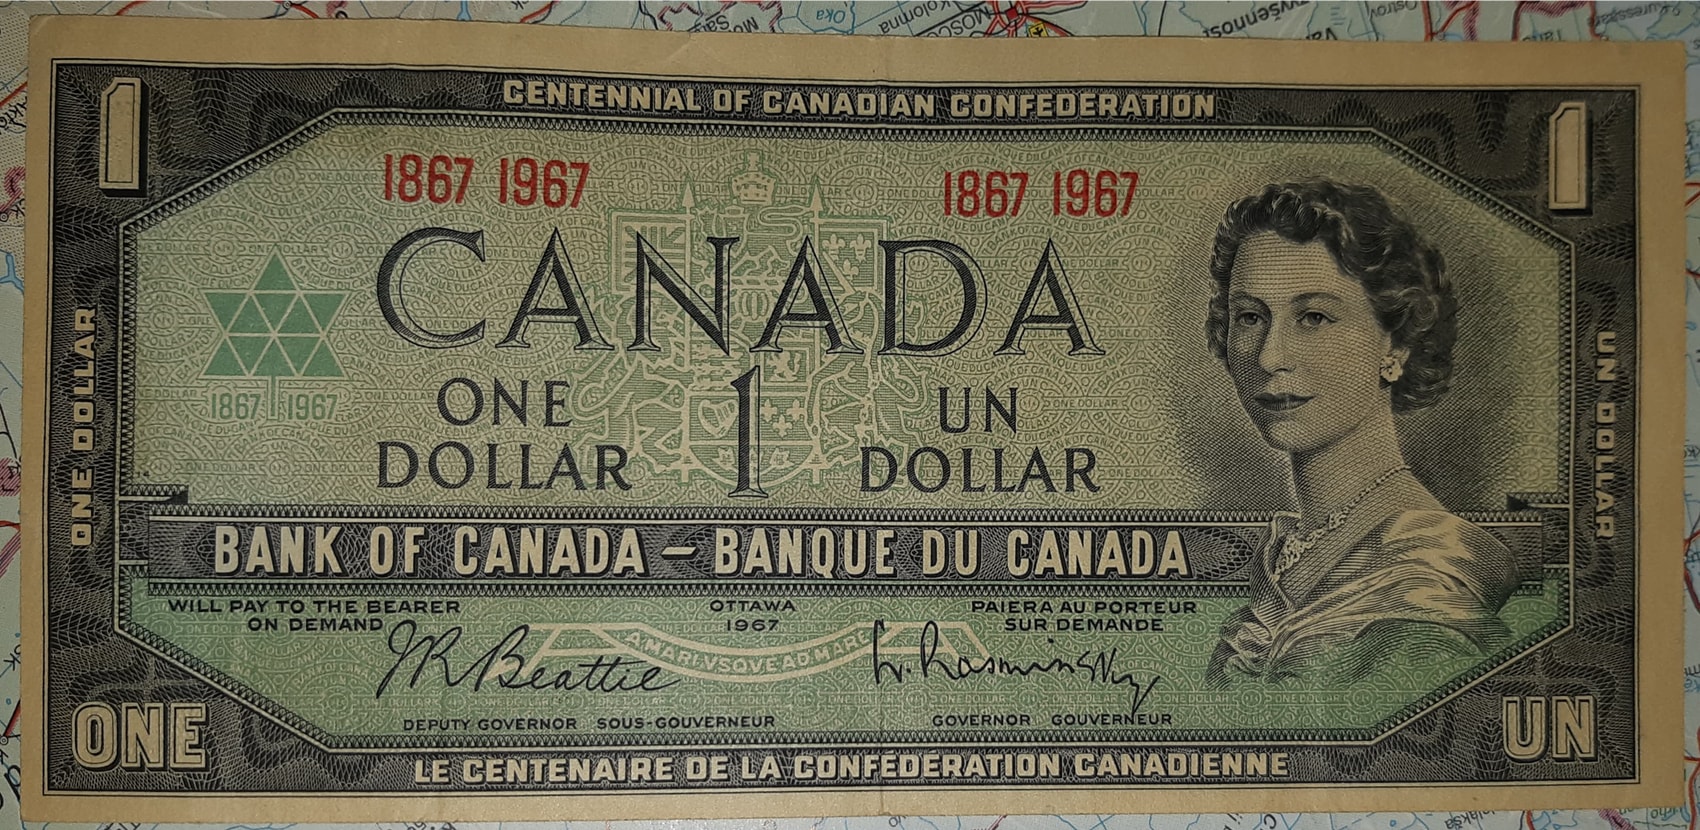 Oka
Kolomna
CENTENNIAL OF CANADIAN CONFEDERATION
1
1
1867 1967
1867 1967
CANADA
1867 1967
ONE DOLLAR
1
UN DOLLAR
ONE DOLLAR
UN DOLLAR
BANK OF CANADA – BANQUE DU CANADA
WILL PAY TO THE BEARER ON DEMAND
OTTAWA 1967
PAIERA AU PORTEUR SUR DEMANDE
A·MARI·VSQVE·AD·MARE
JR Beattie
L. Rasminsky
DEPUTY GOVERNOR SOUS-GOUVERNEUR
GOVERNOR GOUVERNEUR
ONE
UN
LE CENTENAIRE DE LA CONFÉDÉRATION CANADIENNE